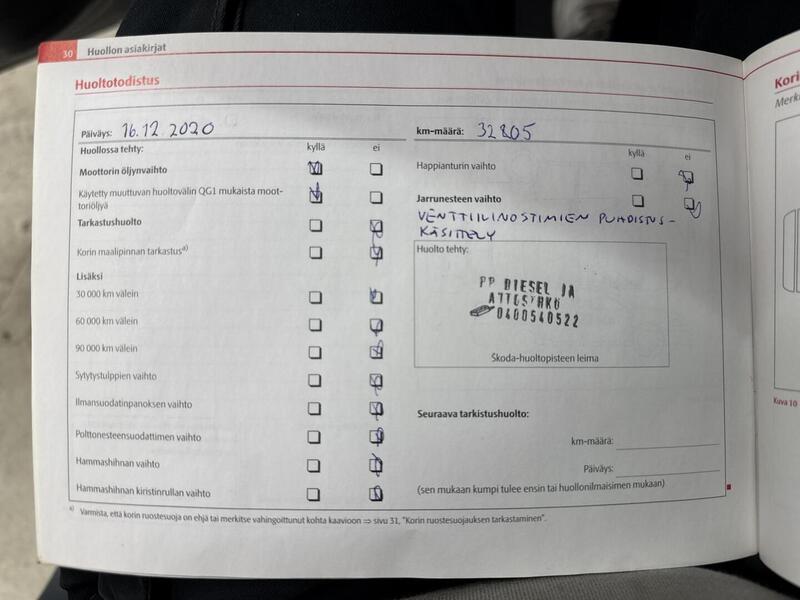 30 Huollon asiakirjat
Huoltotodistus
Päiväys: 16.12 2020
Huollossa tehty: kyllä ei
Moottorin öljynvaihto
Käytetty muuttuvan huoltovälin QG1 mukaista moot-
toriöljyä
Tarkastushuolto
Korin maalipinnan tarkastus a)
Lisäksi
30 000 km välein
60 000 km välein
90 000 km välein
Sytytystulppien vaihto
Ilmansuodatinpanoksen vaihto
Polttonesteensuodattimen vaihto
Hammashihnan vaihto
Hammashihnan kiristinrullan vaihto
km-määrä: 32805
kyllä ei
Happianturin vaihto
Jarrunesteen vaihto
VENTTIILINOSTIMIEN PUHDISTUS-
KÄSITTELY
Huolto tehty:
PP DIESEL JA
AUTOSÄHKÖ
0400540522
Škoda-huoltopisteen leima
Seuraava tarkistushuolto:
km-määrä:
Päiväys:
(sen mukaan kumpi tulee ensin tai huollonilmaisimen mukaan)
a) Varmista, että korin ruostesuoja on ehjä tai merkitse vahingoittunut kohta kaavioon ⇒ sivu 31, "Korin ruostesuojauksen tarkastaminen".
Kori
Merk
Kuva 10